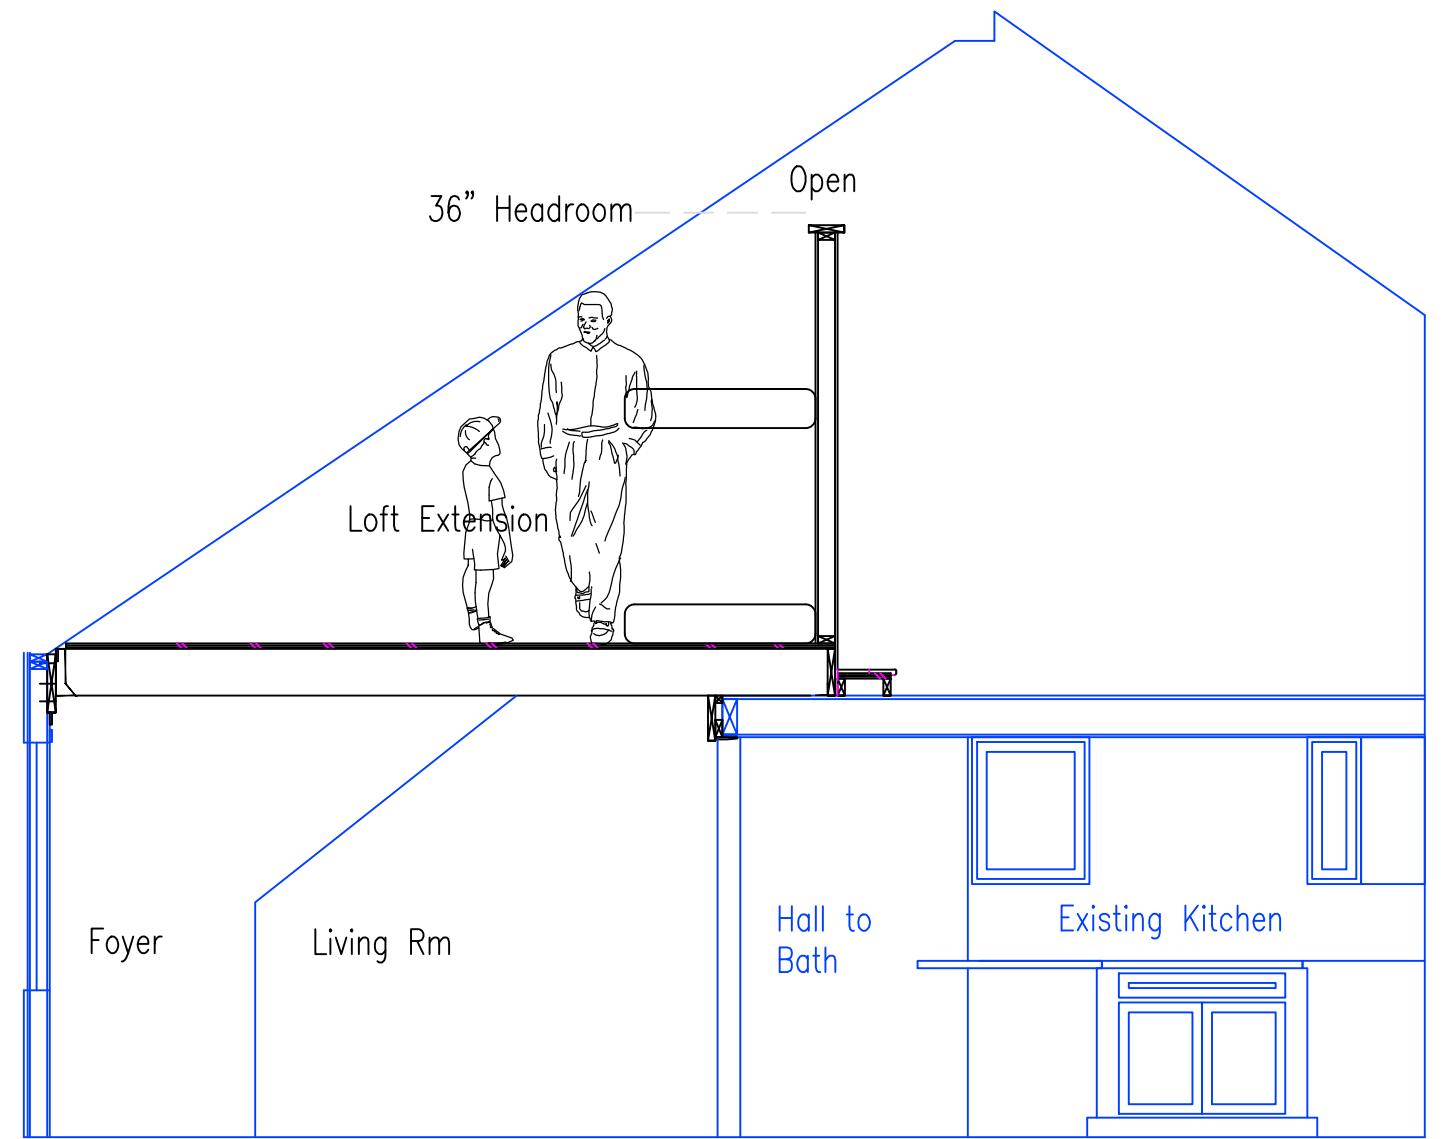 Open
36” Headroom
Loft Extension
Hall to
Bath
Existing Kitchen
Foyer
Living Rm